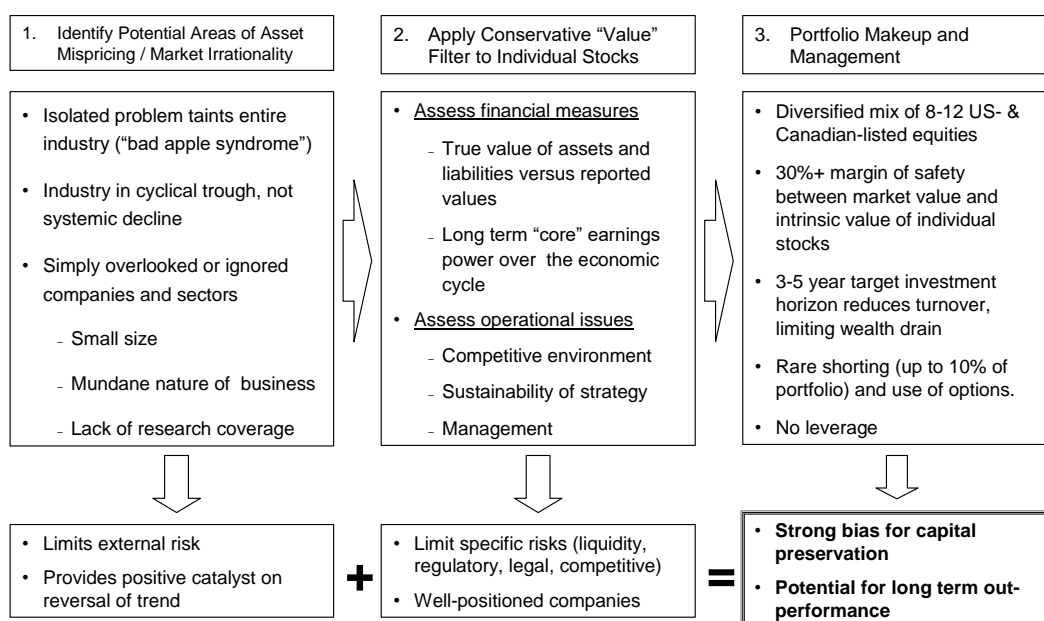 1. Identify Potential Areas of Asset
Mispricing / Market Irrationality
• Isolated problem taints entire
industry (“bad apple syndrome”)
• Industry in cyclical trough, not
systemic decline
• Simply overlooked or ignored
companies and sectors
– Small size
– Mundane nature of business
– Lack of research coverage
• Limits external risk
• Provides positive catalyst on
reversal of trend
+
2. Apply Conservative “Value”
Filter to Individual Stocks
• Assess financial measures
– True value of assets and
liabilities versus reported
values
– Long term “core” earnings
power over the economic
cycle
• Assess operational issues
– Competitive environment
– Sustainability of strategy
– Management
• Limit specific risks (liquidity,
regulatory, legal, competitive)
• Well-positioned companies
=
3. Portfolio Makeup and
Management
• Diversified mix of 8-12 US- &
Canadian-listed equities
• 30%+ margin of safety
between market value and
intrinsic value of individual
stocks
• 3-5 year target investment
horizon reduces turnover,
limiting wealth drain
• Rare shorting (up to 10% of
portfolio) and use of options.
• No leverage
• Strong bias for capital
preservation
• Potential for long term out-
performance